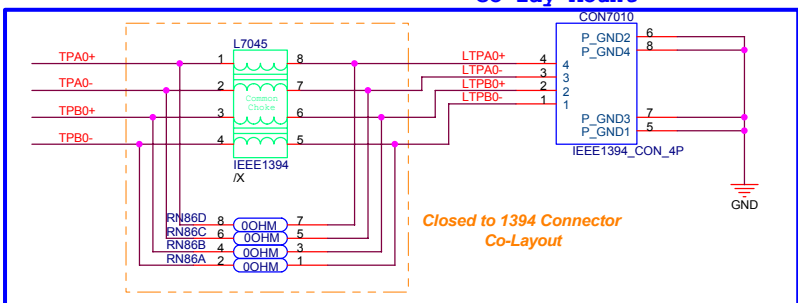 CON7010
L7045
TPA0+ 1 8 LTPA0+ 4 4 P_GND2 6
P_GND4 8
TPA0- 2 7 LTPA0- 3 3
TPB0+ 3 Common Choke 6 LTPB0+ 2 2
LTPB0- 1 1
P_GND3 7
TPB0- 4 5 P_GND1 5
IEEE1394
/X
IEEE1394_CON_4P
GND
RN86D 8 0OHM 7
RN86C 6 0OHM 5
RN86B 4 0OHM 3
RN86A 2 0OHM 1
Closed to 1394 Connector
Co-Layout